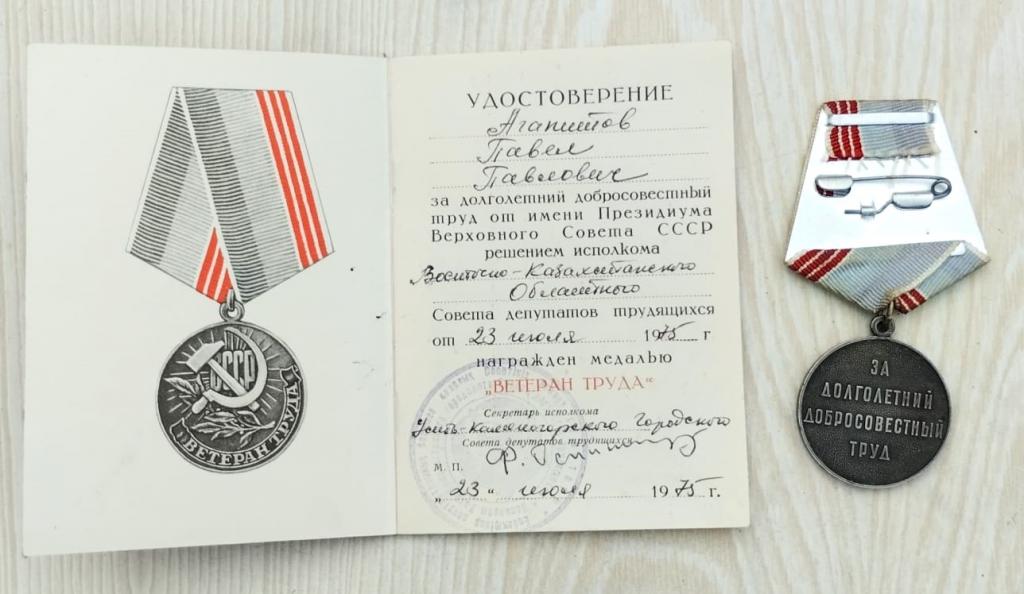 СССР
ВЕТЕРАН ТРУДА
УДОСТОВЕРЕНИЕ
Агапитов
Павел
Павлович
за долголетний добросовестный
труд от имени Президиума
Верховного Совета СССР
решением исполкома
Восточно-Казахстанского
Областного
Совета депутатов трудящихся
от 23 июля 1975 г
награжден медалью
„ВЕТЕРАН ТРУДА“
Секретарь исполкома
Усть-Каменогорского городского
Совета депутатов трудящихся
М. П.
„23“ июля 1975 г.
ЗА
ДОЛГОЛЕТНИЙ
ДОБРОСОВЕСТНЫЙ
ТРУД